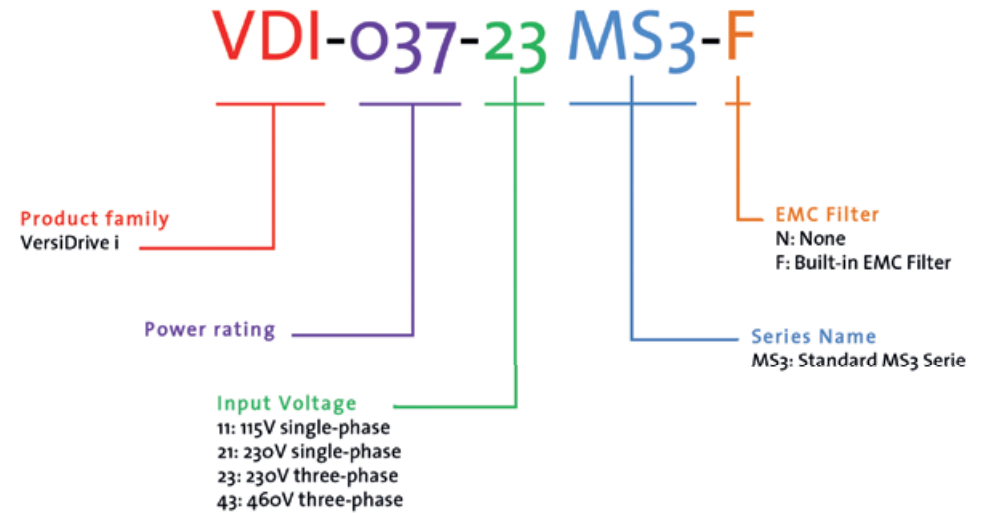 VDI-037-23 MS3-F
Product family
VersiDrive i
EMC Filter
N: None
F: Built-in EMC Filter
Power rating
Series Name
MS3: Standard MS3 Serie
Input Voltage
11: 115V single-phase
21: 230V single-phase
23: 230V three-phase
43: 460V three-phase